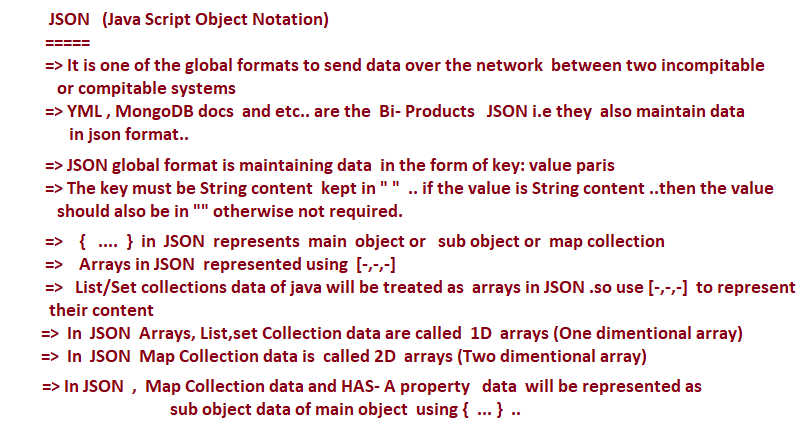 JSON (Java Script Object Notation)
=====
=> It is one of the global formats to send data over the network between two incompitable
or compitable systems
=> YML , MongoDB docs and etc.. are the Bi- Products JSON i.e they also maintain data
in json format..
=> JSON global format is maintaining data in the form of key: value paris
=> The key must be String content kept in " " .. if the value is String content ..then the value
should also be in "" otherwise not required.
=> { .... } in JSON represents main object or sub object or map collection
=> Arrays in JSON represented using [-,-,-]
=> List/Set collections data of java will be treated as arrays in JSON .so use [-,-,-] to represent
their content
=> In JSON Arrays, List,set Collection data are called 1D arrays (One dimentional array)
=> In JSON Map Collection data is called 2D arrays (Two dimentional array)
=> In JSON , Map Collection data and HAS- A property data will be represented as
sub object data of main object using { ... } ..